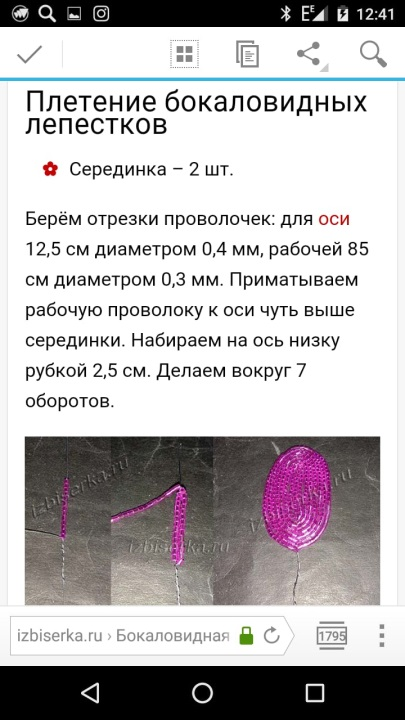 E E 12:41
Плетение бокаловидных
лепестков
Серединка – 2 шт.
Берём отрезки проволочек: для оси
12,5 см диаметром 0,4 мм, рабочей 85
см диаметром 0,3 мм. Приматываем
рабочую проволоку к оси чуть выше
серединки. Набираем на ось низку
рубкой 2,5 см. Делаем вокруг 7
оборотов.
izbiserka.ru izbiserka.ru izbiserka.ru
izbiserka.ru › Бокаловидная 1795